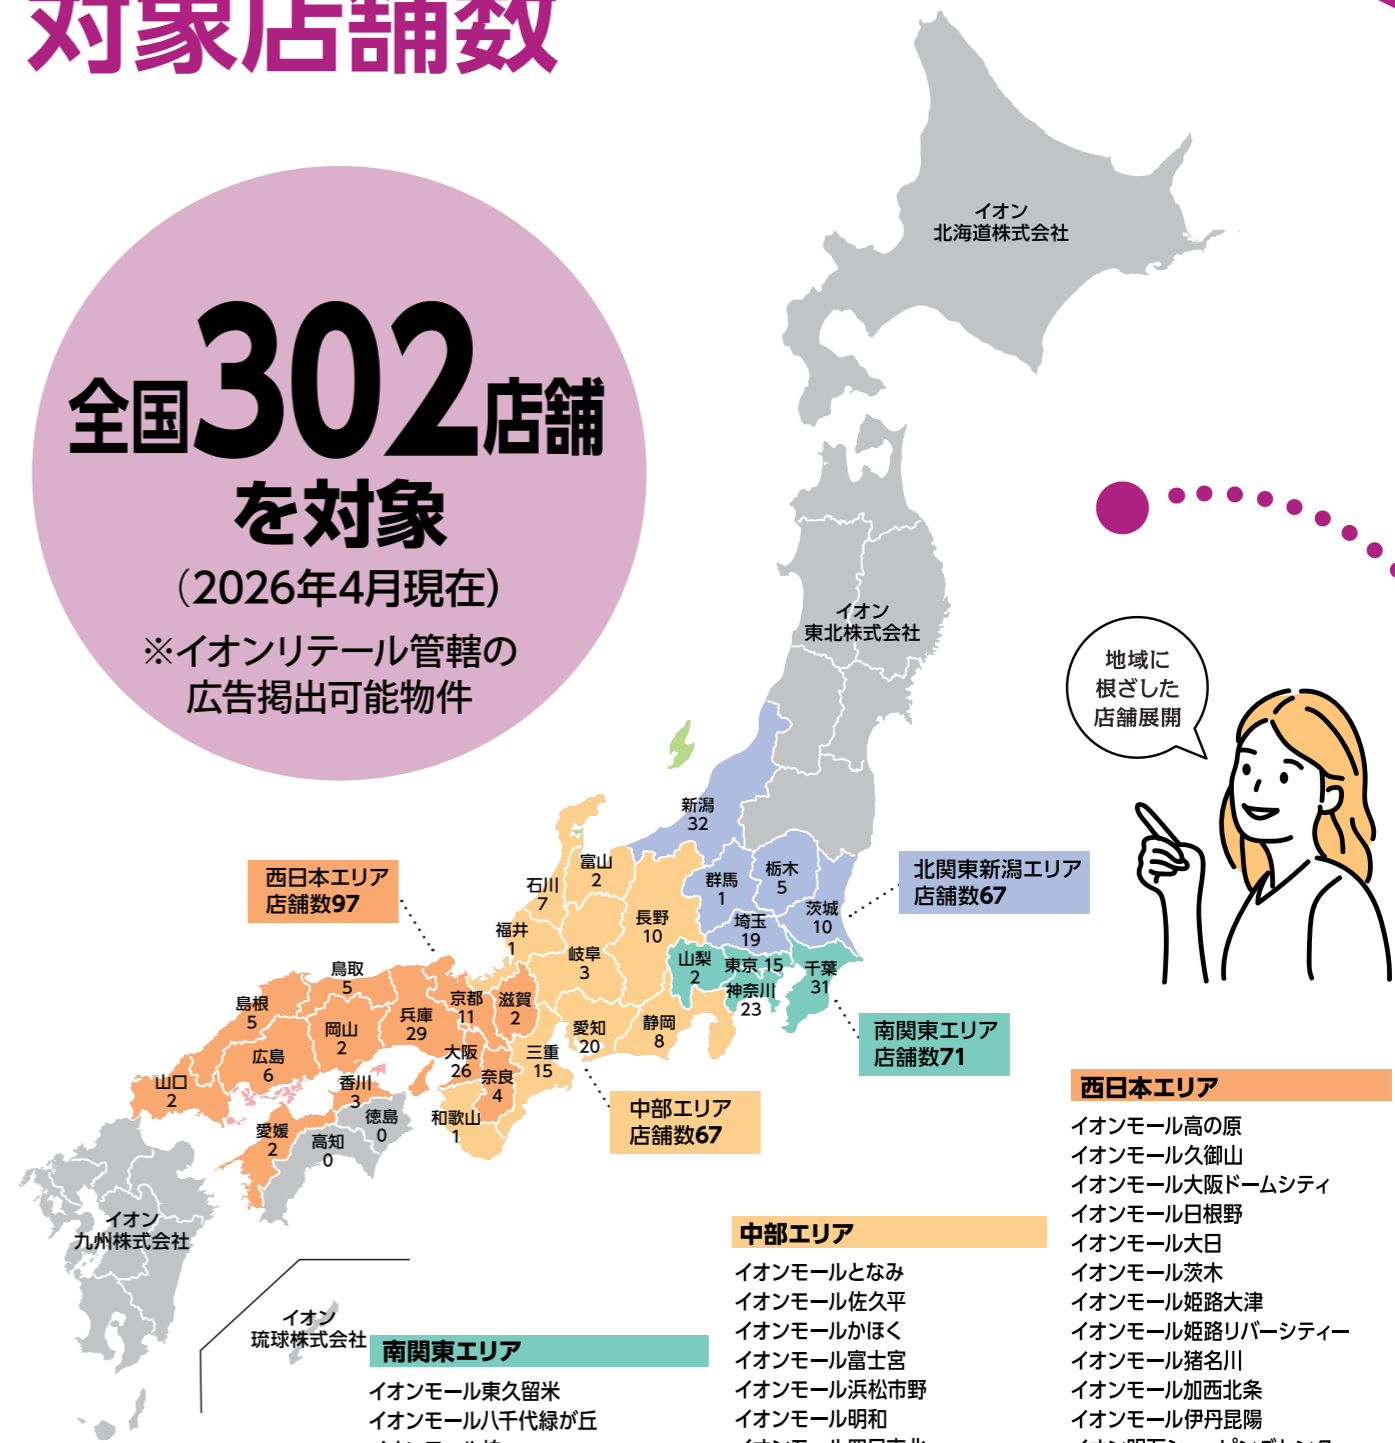 対象店舗数
全国302店舗
を対象
（2026年4月現在）
※イオンリテール管轄の
広告掲出可能物件
イオン
北海道株式会社
イオン
東北株式会社
地域に
根ざした
店舗展開
新潟
32
富山
2
石川
7
福井
1
長野
10
岐阜
3
群馬
1
栃木
5
茨城
10
埼玉
19
山梨
2
東京 15
神奈川
23
千葉
31
静岡
8
愛知
20
三重
15
西日本エリア
店舗数97
北関東新潟エリア
店舗数67
南関東エリア
店舗数71
中部エリア
店舗数67
鳥取
5
島根
5
岡山
2
広島
6
山口
2
兵庫
29
京都
11
滋賀
2
大阪
26
奈良
4
和歌山
1
香川
3
徳島
0
愛媛
2
高知
0
イオン
九州株式会社
イオン
琉球株式会社
南関東エリア
イオンモール東久留米
イオンモール八千代緑が丘
中部エリア
イオンモールとなみ
イオンモール佐久平
イオンモールかほく
イオンモール富士宮
イオンモール浜松市野
イオンモール明和
西日本エリア
イオンモール高の原
イオンモール久御山
イオンモール大阪ドームシティ
イオンモール日根野
イオンモール大日
イオンモール茨木
イオンモール姫路大津
イオンモール姫路リバーシティー
イオンモール猪名川
イオンモール加西北条
イオンモール伊丹昆陽